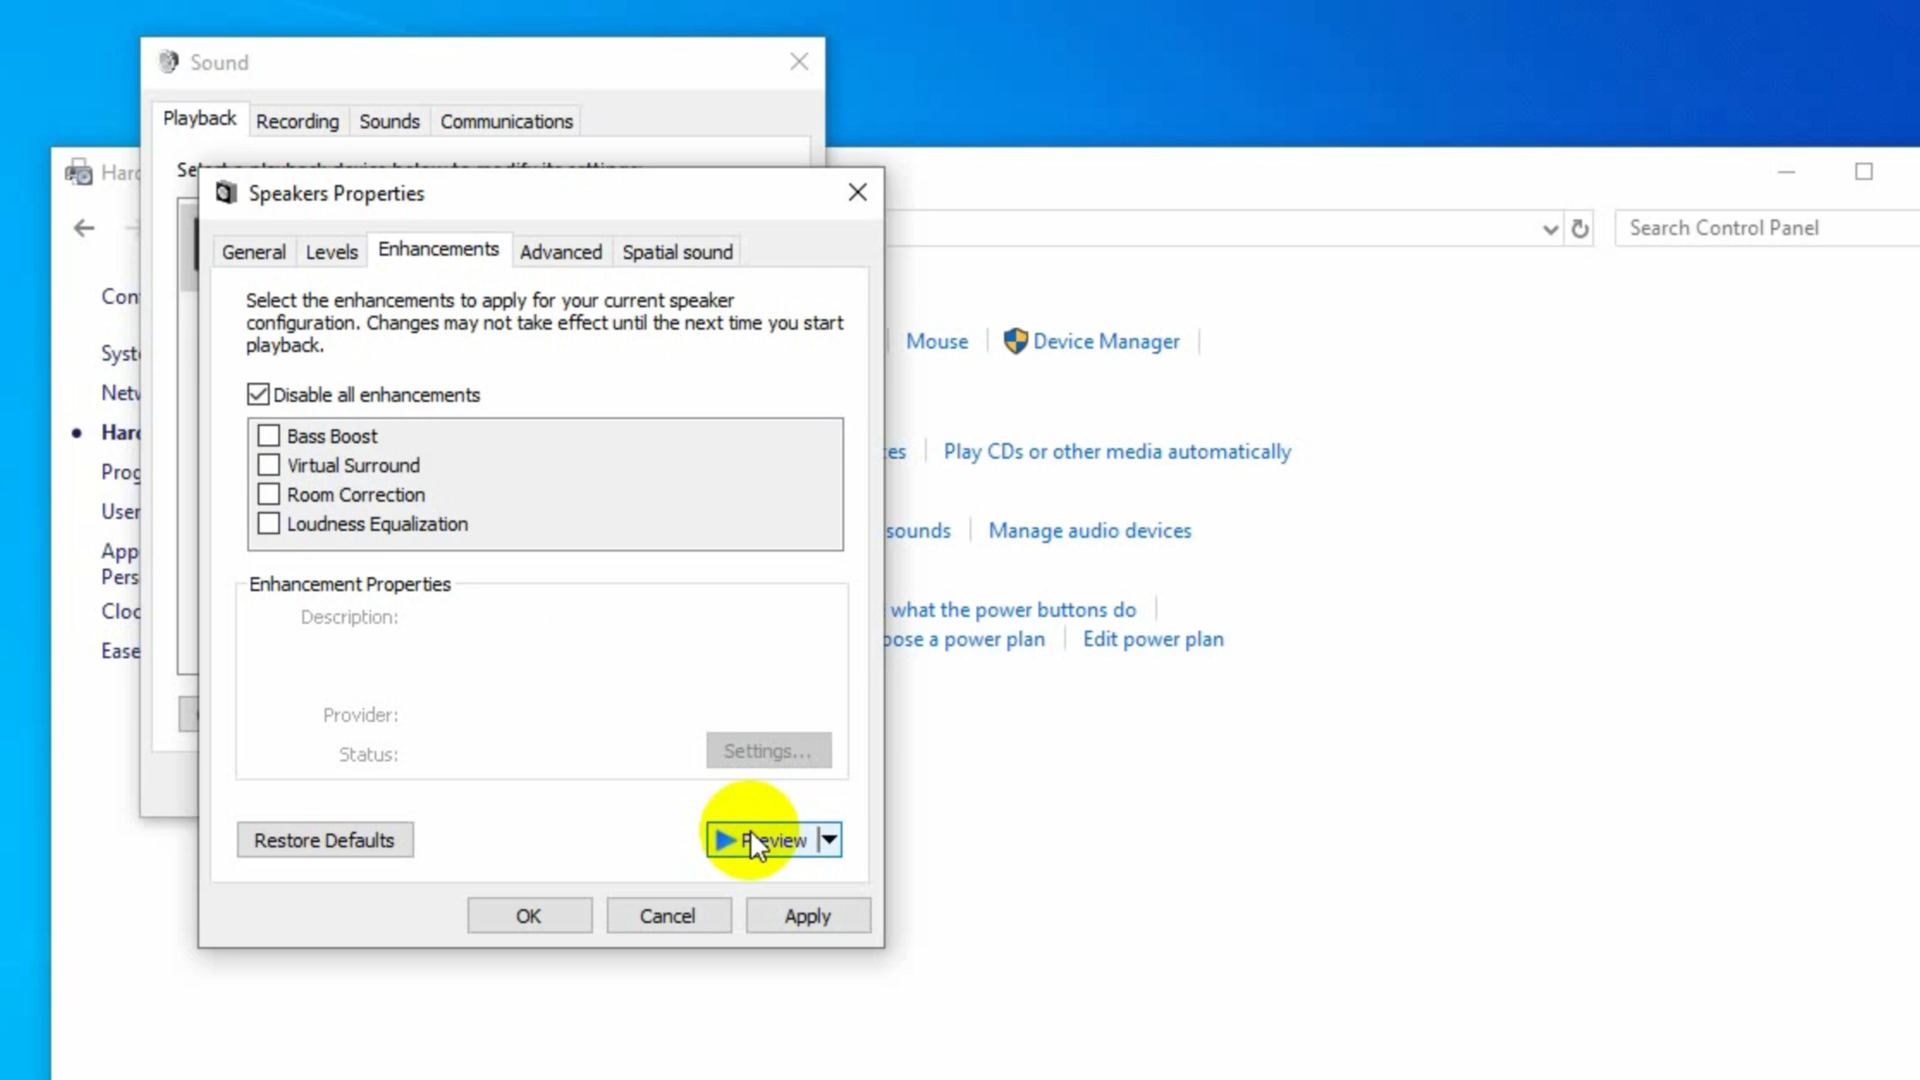 Sound
Playback
Recording
Sounds
Communications
Speakers Properties
General
Levels
Enhancements
Advanced
Spatial sound
Select the enhancements to apply for your current speaker
configuration. Changes may not take effect until the next time you start
playback.
Disable all enhancements
Bass Boost
Virtual Surround
Room Correction
Loudness Equalization
Enhancement Properties
Description:
Provider:
Status:
Settings...
Restore Defaults
Preview
OK
Cancel
Apply
Search Control Panel
Mouse
Device Manager
Play CDs or other media automatically
sounds
Manage audio devices
what the power buttons do
a power plan
Edit power plan